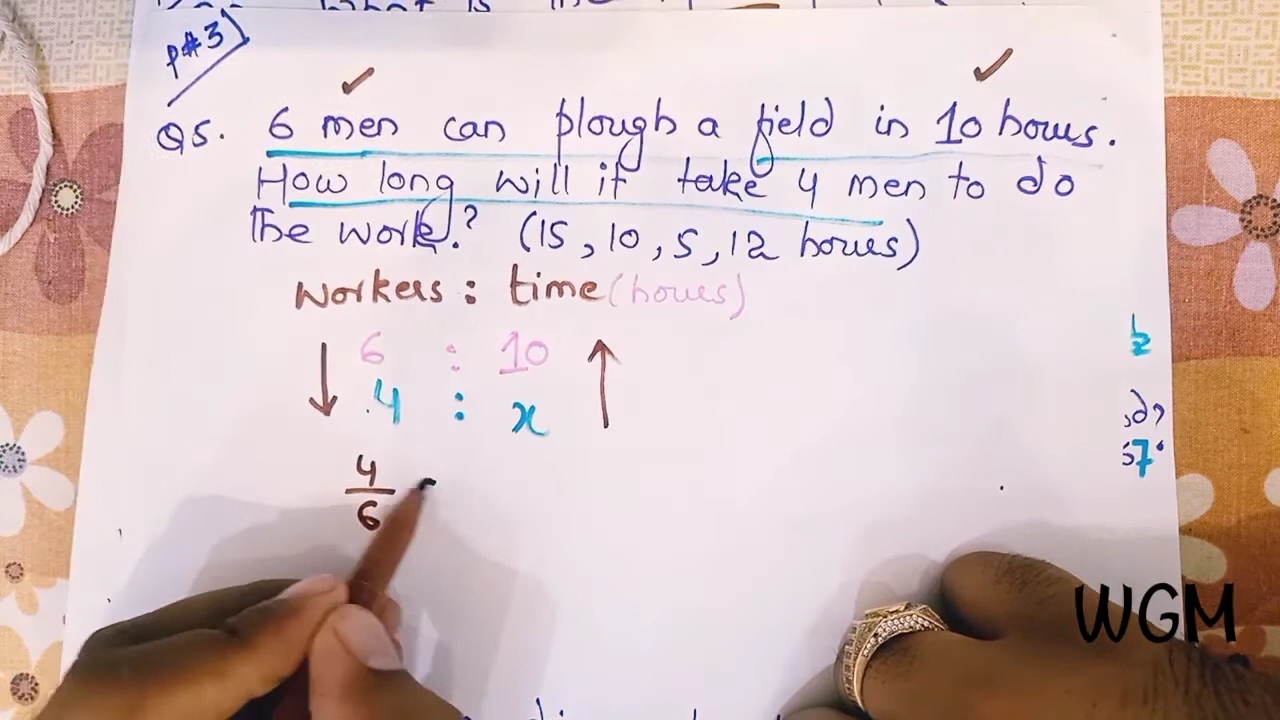 p#3)
Q5. 6 men can plough a field in 10 hours.
How long will it take 4 men to do
the work.? (15, 10, 5, 12 hours)
Workers : time (hours)
6 : 10
4 : x
4
6
WGM